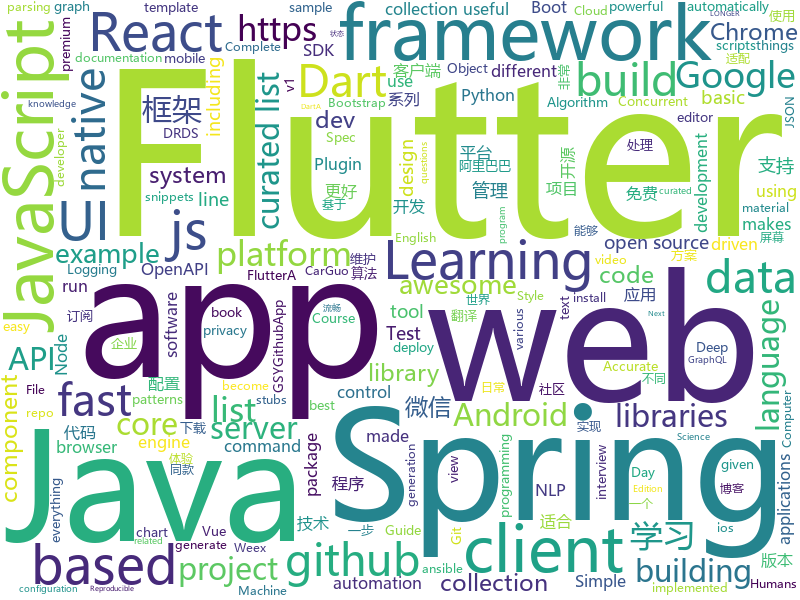 parsing graph template sample collection useful Boot Cloud powerful automatically
premium documentation mobile Complete React https SDK v1 framework Chrome LONGER scriptsthings 状态
JavaScript native 框架 including Dart 客户端 use Bootstrap different Python Object 系列 build Google 使用 适配
Flutter
knowledge DRDS curated list dev Spec Algorithm Concurrent basic JSON
developer UI system Plugin design 平台 阿里巴巴 editor development
snippets line 更好 基于 questions 管理 program 开源 项目 处理 免费 curated using 支持 material 屏幕
js example platform 开发 English Learning open source driven makes data
Logging OpenAPI FlutterA CarGuo 维护 算法 awesome code 能够 video 方案
run install
app web
API 订阅 software book privacy Style text 世界 tool 应用 language
企业 Node 流畅 Course GSYGithubApp Test 翻译 various Next Deep GraphQL
component File easy fast list library deploy Android libraries Accurate 日常 不同
Java Spring
配置 core control patterns best become repo made 微信 社区 实现
代码 下载 server engine command interview Computer
browser stubs package generation view programming NLP Day given applications
everything based 体验 同款 Vue chart 程序 ansible client 适合 Git Guide 一个 版本 博客 Science
技术 一步 github building 学习
project generate Weex automation collection Simple Edition Humans
related configuration Reproducible Machine ios implemented